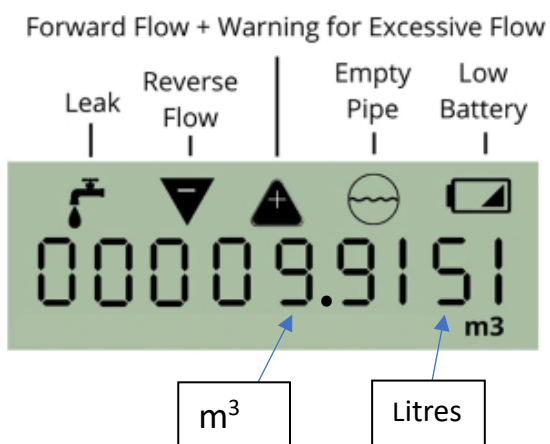 Forward Flow + Warning for Excessive Flow
Leak
Reverse
Flow
Empty
Pipe
Low
Battery
− +
00009.9151
m3
m³
Litres